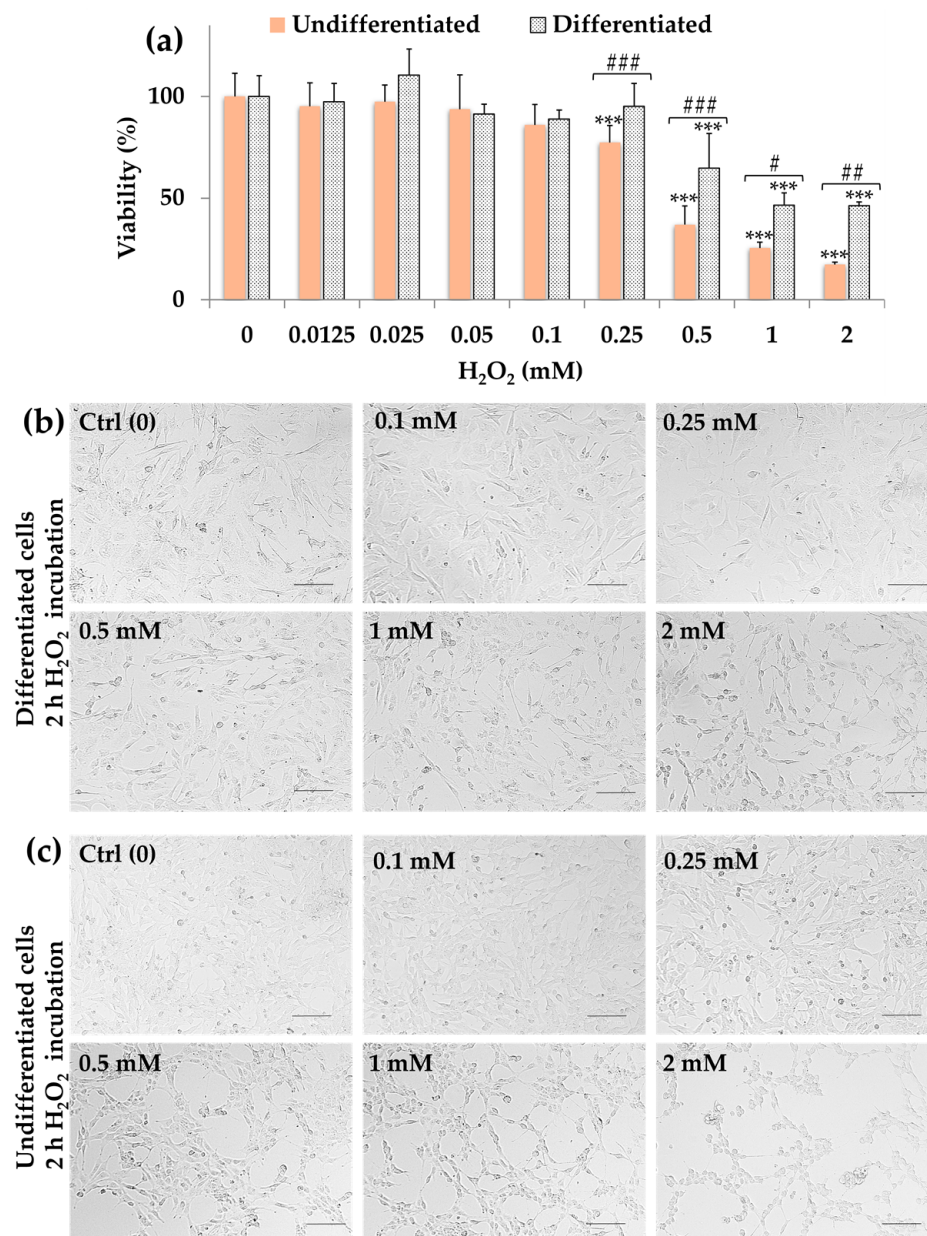 (a)
Undifferentiated Differentiated
Viability (%)
100
50
0
###
***
###
***
***
#
***
***
##
***
***
0 0.0125 0.025 0.05 0.1 0.25 0.5 1 2
H₂O₂ (mM)
(b)
Differentiated cells
2 h H₂O₂ incubation
Ctrl (0) 0.1 mM 0.25 mM
0.5 mM 1 mM 2 mM
(c)
Undifferentiated cells
2 h H₂O₂ incubation
Ctrl (0) 0.1 mM 0.25 mM
0.5 mM 1 mM 2 mM